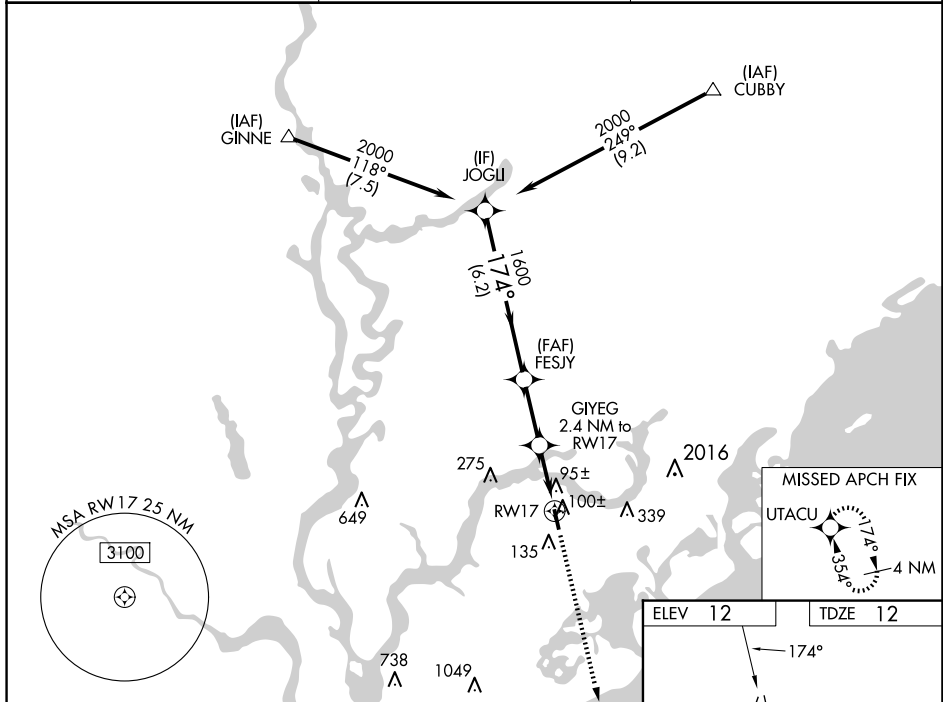 (IAF)
CUBBY
2000
249°
(9.2)
(IAF)
GINNE
2000
118°
(7.5)
(IF)
JOGLI
1600
174°
(6.2)
(FAF)
FESJY
GIYEG
2.4 NM to
RW17
2016
275
95±
649
RW17
100±
339
135
MISSED APCH FIX
UTACU
174°
354°
4 NM
MSA RW17 25 NM
3100
ELEV 12
TDZE 12
174°
738
1049